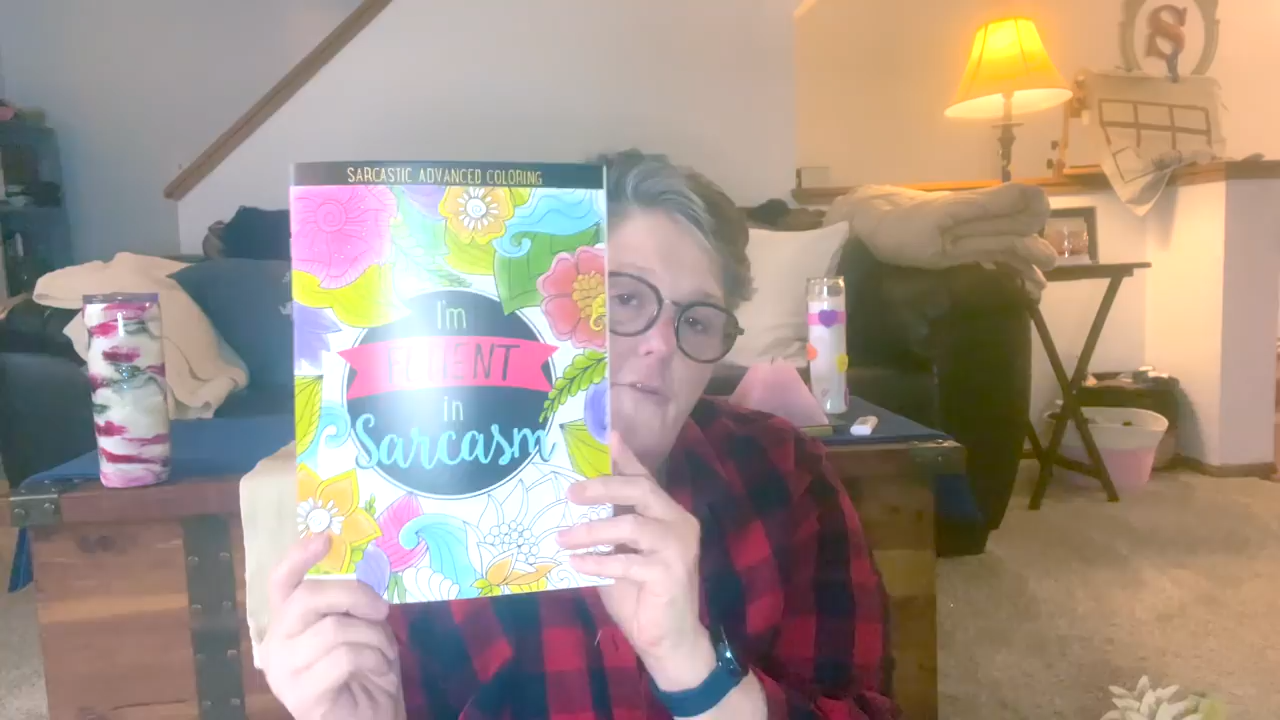 SARCASTIC ADVANCED COLORING
I'm
FLUENT
in
Sarcasm
S